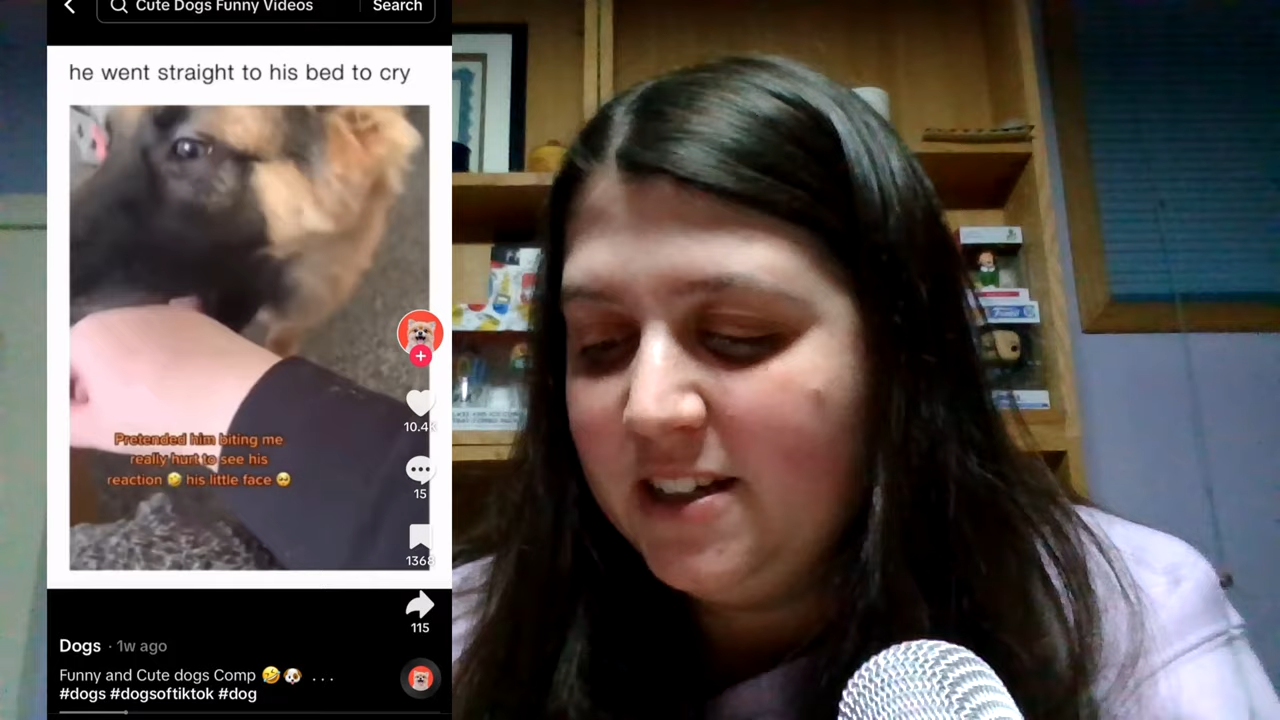 Cute Dogs Funny Videos
Search
he went straight to his bed to cry
Pretended him biting me
really hurt to see his
reaction 🤣 his little face 🥺
10.4K
15
1368
115
Dogs · 1w ago
Funny and Cute dogs Comp 🤣🐶 ...
#dogs #dogsoftiktok #dog